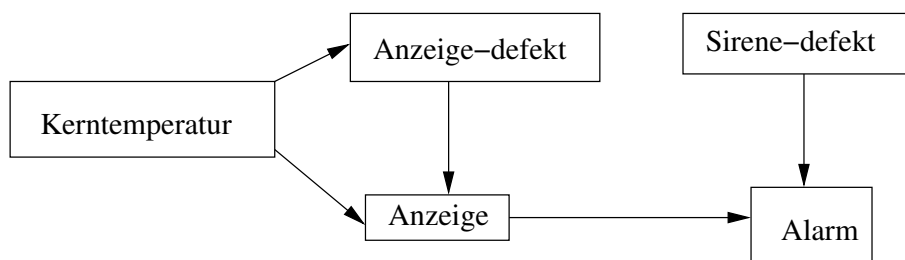 Anzeige−defekt
Sirene−defekt
Kerntemperatur
Anzeige
Alarm